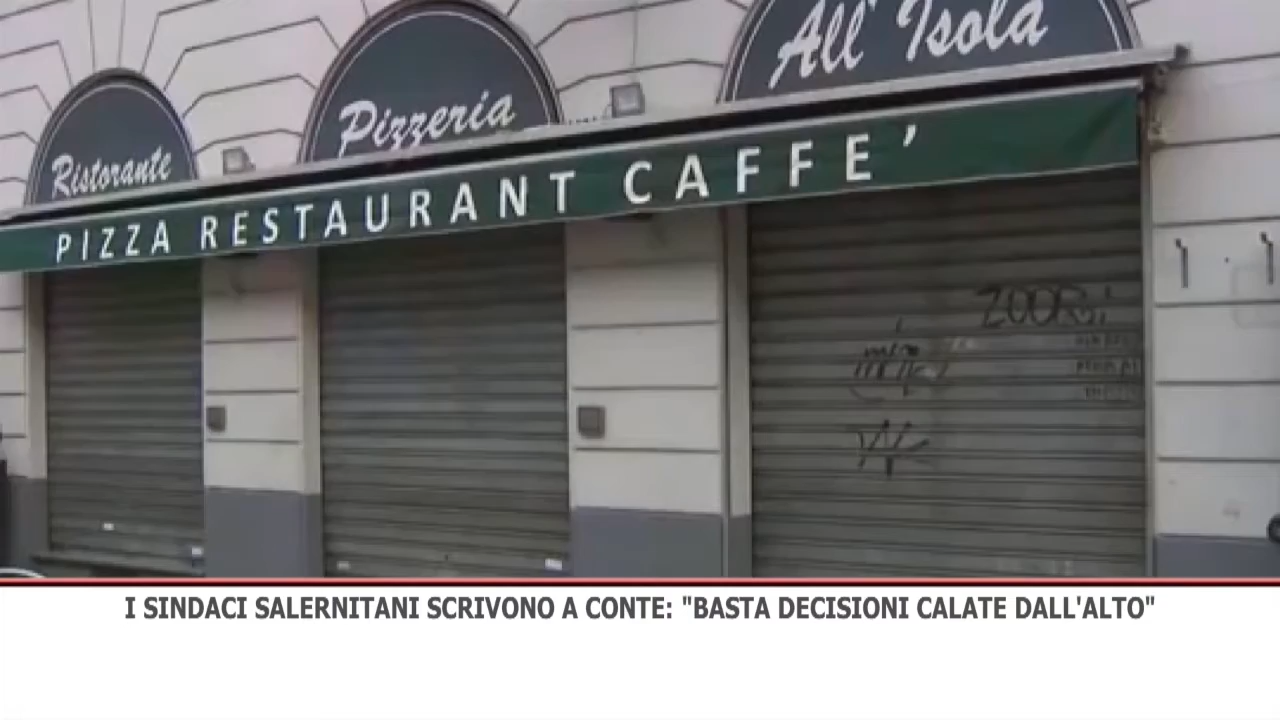 Ristorante
Pizzeria
All' Isola
PIZZA RESTAURANT CAFFE'
I SINDACI SALERNITANI SCRIVONO A CONTE: "BASTA DECISIONI CALATE DALL'ALTO"